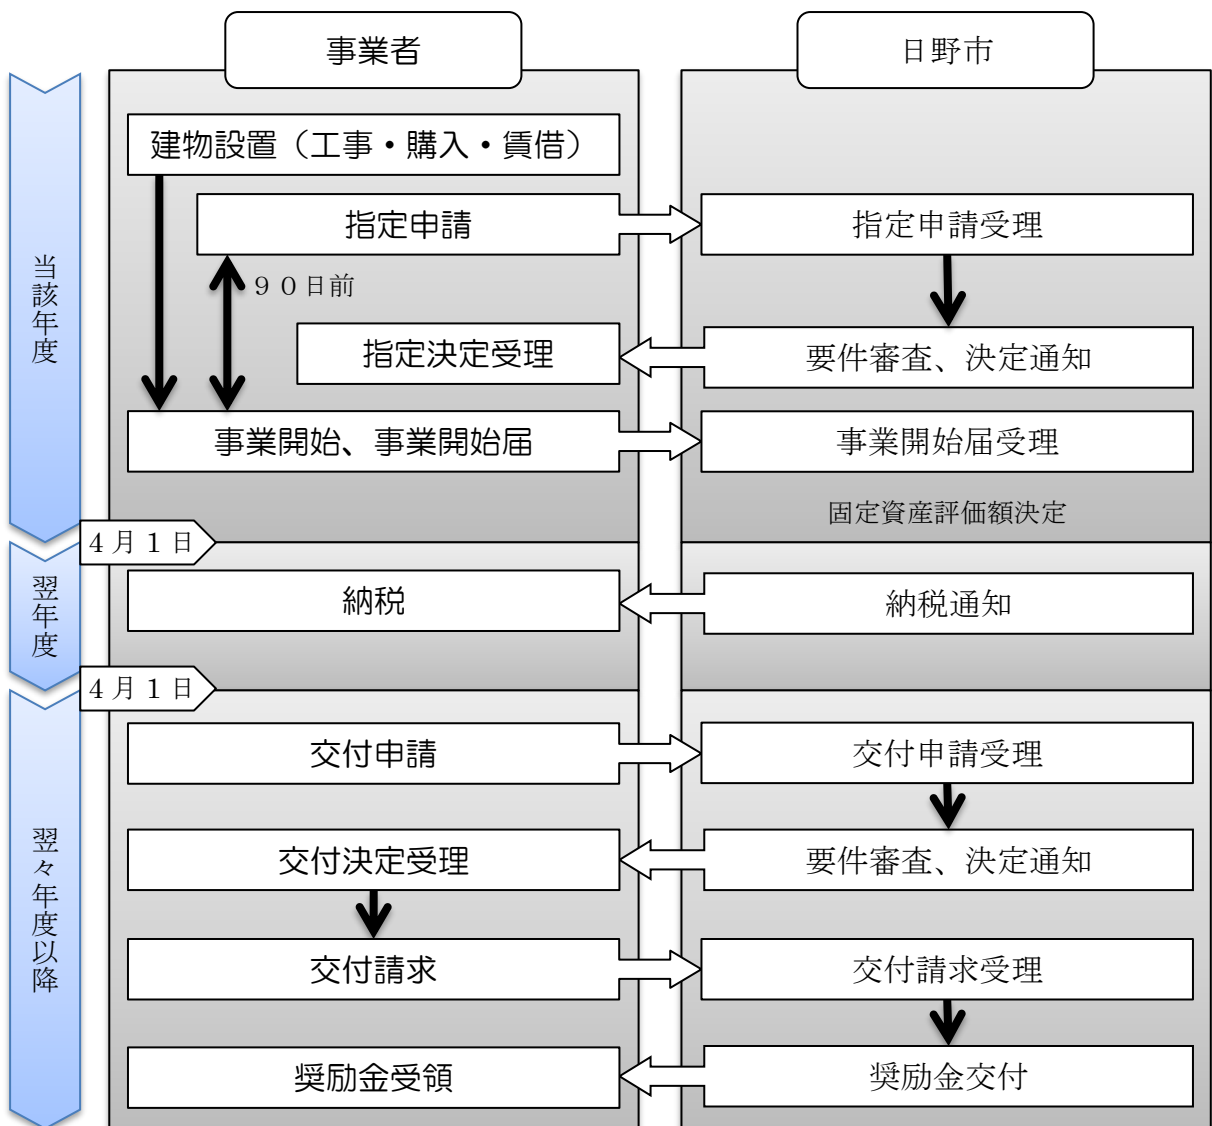 事業者
日野市
当該年度
建物設置（工事・購入・賃借）
指定申請
指定申請受理
９０日前
指定決定受理
要件審査、決定通知
事業開始、事業開始届
事業開始届受理
固定資産評価額決定
４月１日
翌年度
納税
納税通知
４月１日
翌々年度以降
交付申請
交付申請受理
交付決定受理
要件審査、決定通知
交付請求
交付請求受理
奨励金受領
奨励金交付